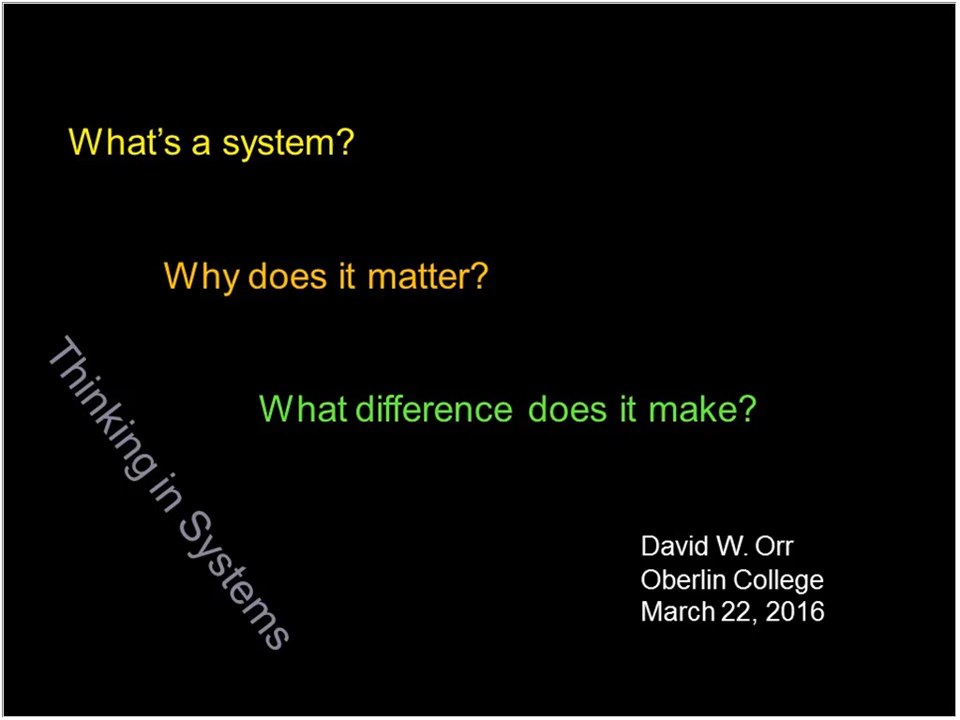 What's a system?
Why does it matter?
What difference does it make?
Thinking in Systems
David W. Orr
Oberlin College
March 22, 2016